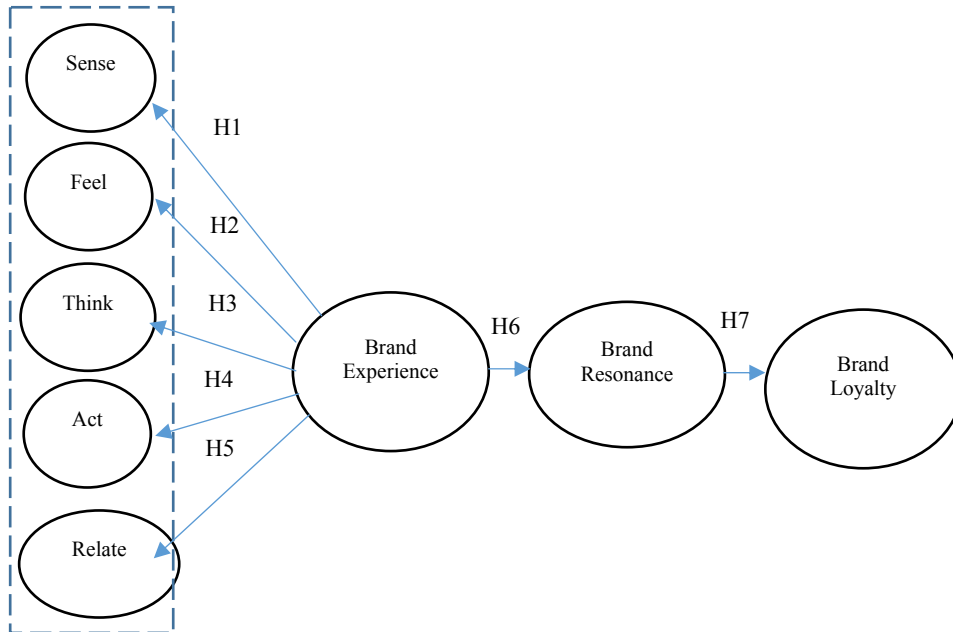 Sense
H1
Feel
H2
Think
H3
H4
Act
H5
Relate
Brand
Experience
H6
Brand
Resonance
H7
Brand
Loyalty